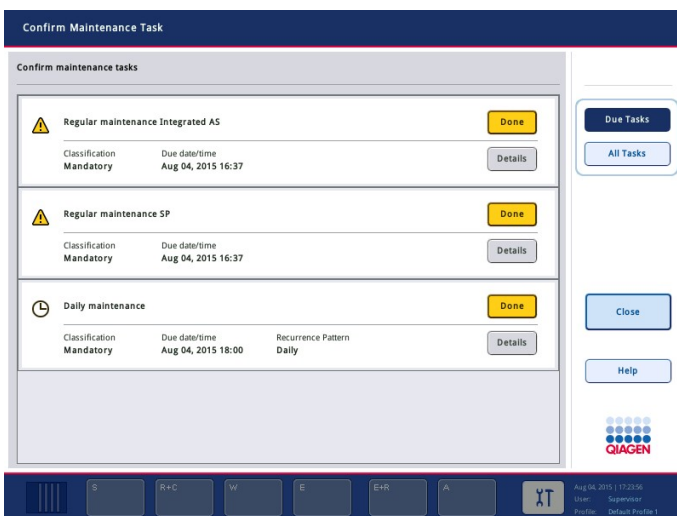 Confirm Maintenance Task
Confirm maintenance tasks
Regular maintenance Integrated AS
Done
Classification
Due date/time
Mandatory
Aug 04, 2015 16:37
Details
Regular maintenance SP
Done
Classification
Due date/time
Mandatory
Aug 04, 2015 16:37
Details
Daily maintenance
Done
Classification
Due date/time
Recurrence Pattern
Mandatory
Aug 04, 2015 18:00
Daily
Details
Due Tasks
All Tasks
Close
Help
QIAGEN
S
R+C
W
E
E+R
A
Aug 04, 2015 | 17:23:56
User: Supervisor
Profile: Default Profile 1